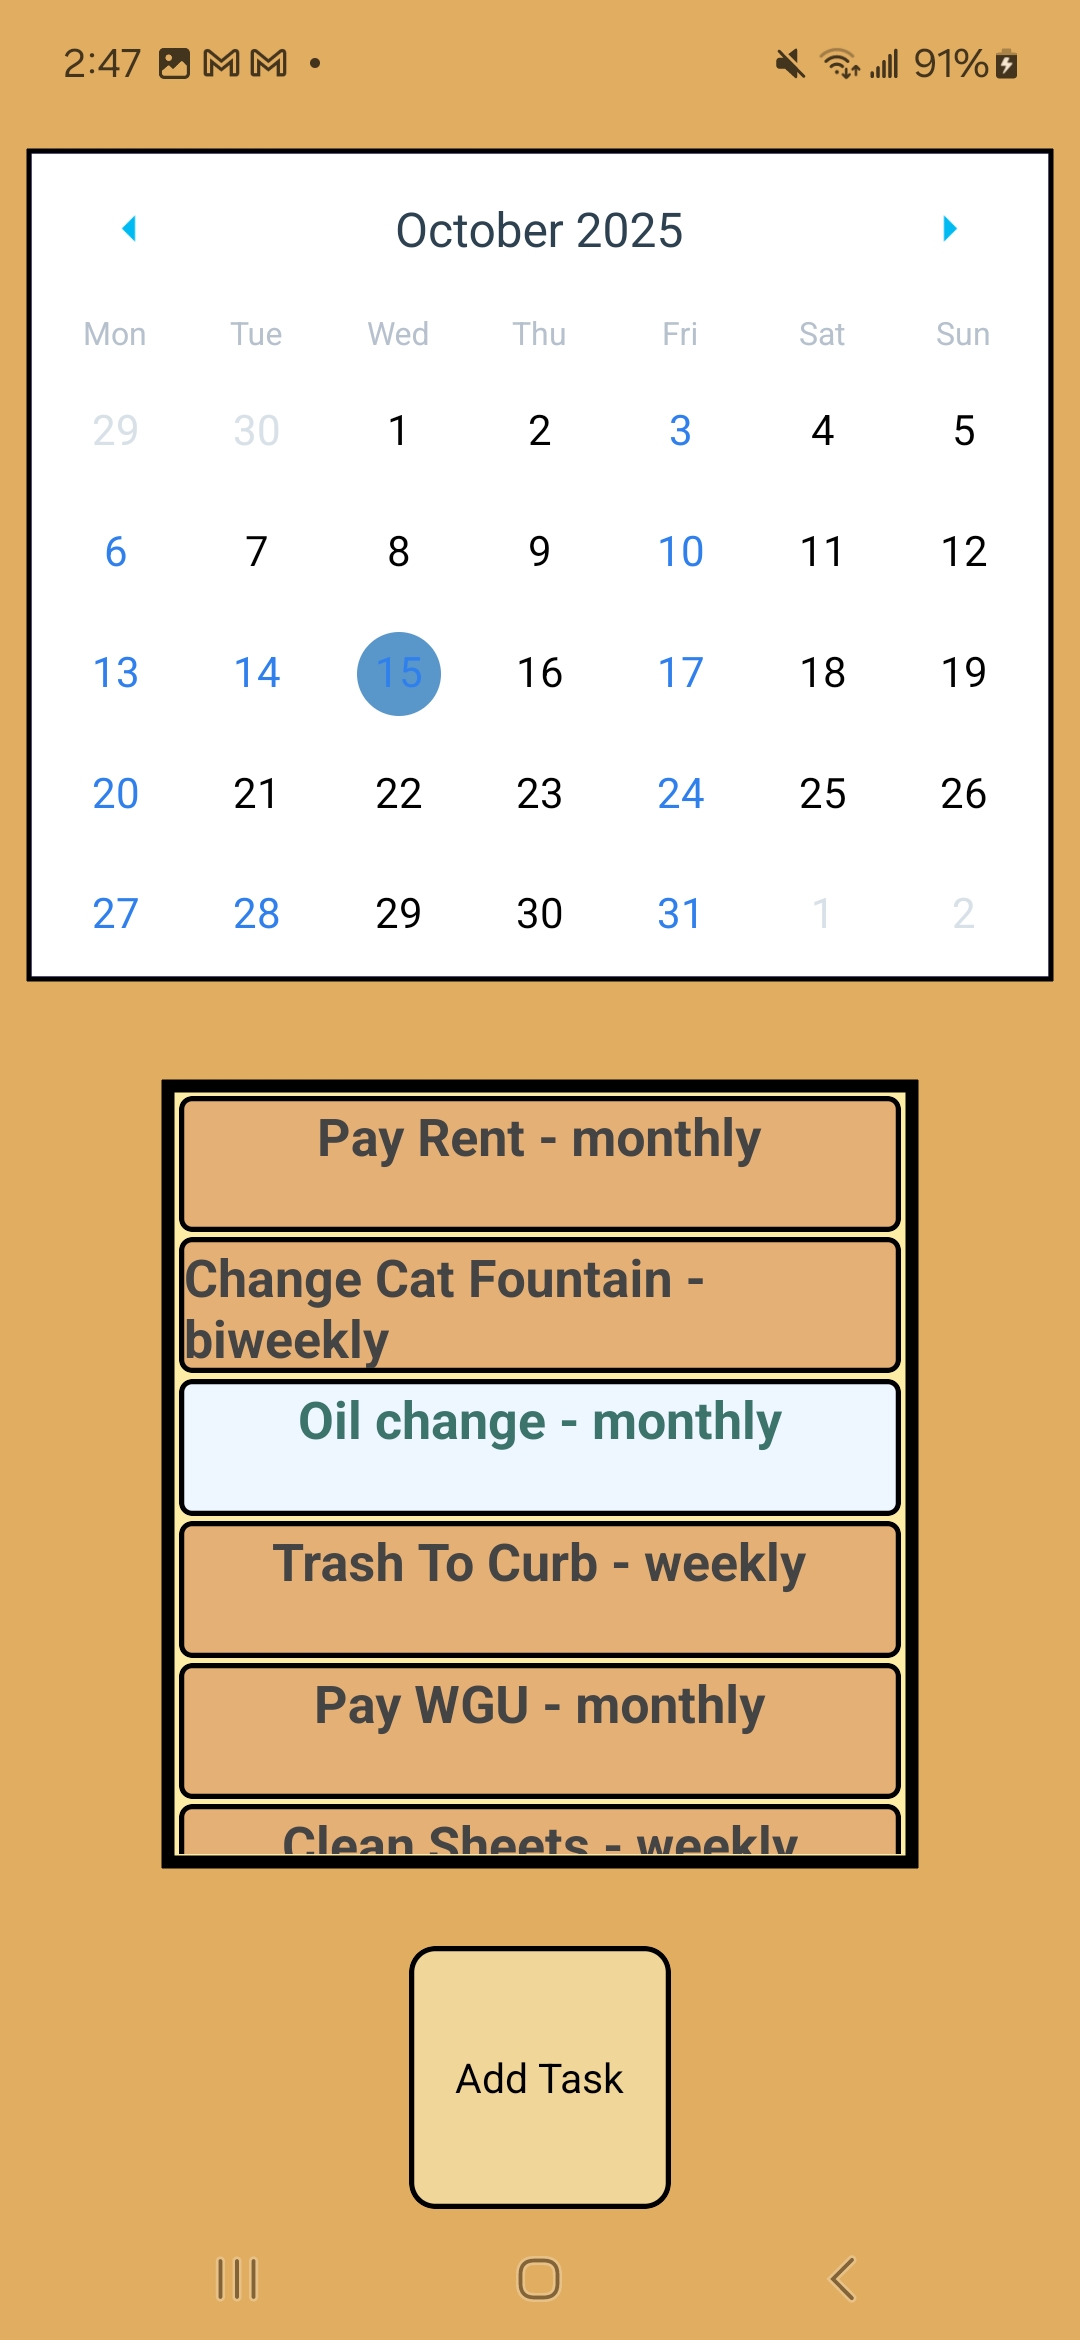 2:47
91%
October 2025
Mon Tue Wed Thu Fri Sat Sun
29 30 1 2 3 4 5
6 7 8 9 10 11 12
13 14 15 16 17 18 19
20 21 22 23 24 25 26
27 28 29 30 31 1 2
Pay Rent - monthly
Change Cat Fountain -
biweekly
Oil change - monthly
Trash To Curb - weekly
Pay WGU - monthly
Clean Sheets - weekly
Add Task